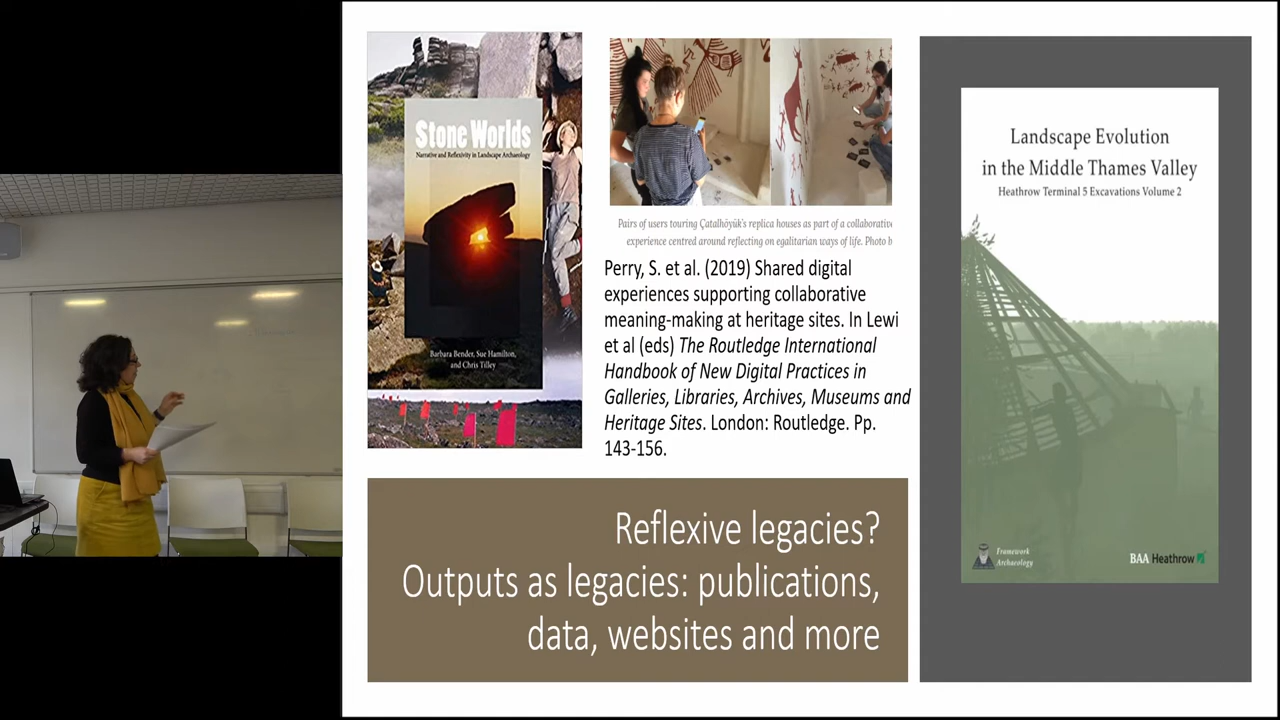 Stone Worlds
Narrative and Reflexivity in Landscape Archaeology
Barbara Bender, Sue Hamilton,
and Chris Tilley
Pairs of users touring Çatalhöyük's replica houses as part of a collaborative
experience centred around reflecting on egalitarian ways of life. Photo b
Perry, S. et al. (2019) Shared digital
experiences supporting collaborative
meaning-making at heritage sites. In Lewi
et al (eds) The Routledge International
Handbook of New Digital Practices in
Galleries, Libraries, Archives, Museums and
Heritage Sites. London: Routledge. Pp.
143-156.
Reflexive legacies?
Outputs as legacies: publications,
data, websites and more
Landscape Evolution
in the Middle Thames Valley
Heathrow Terminal 5 Excavations Volume 2
Framework
Archaeology
BAA Heathrow